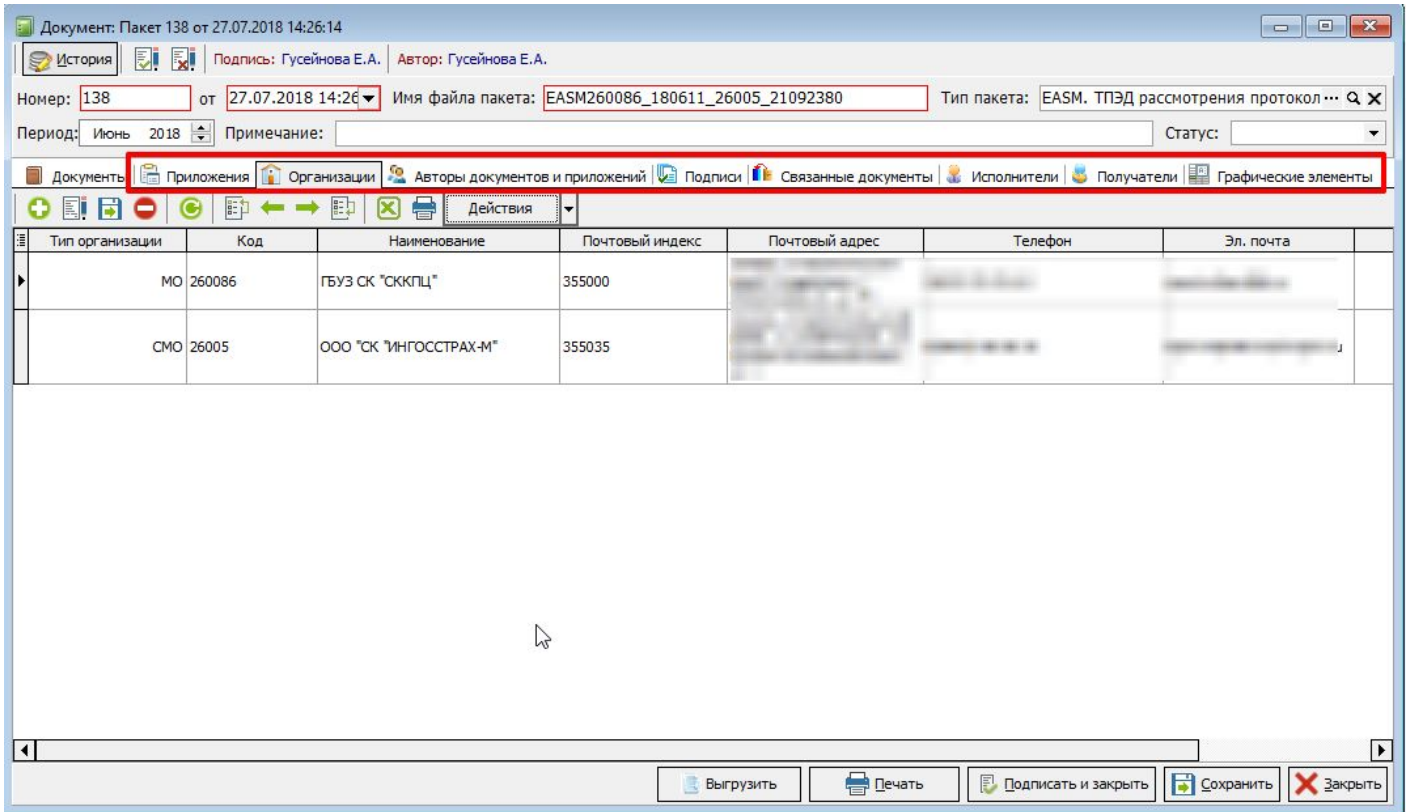 Документ: Пакет 138 от 27.07.2018 14:26:14
История Подпись: Гусейнова Е.А. Автор: Гусейнова Е.А.
Номер: 138 от 27.07.2018 14:26 Имя файла пакета: EASM260086_180611_26005_21092380 Тип пакета: EASM. ТПЭД рассмотрения протокол ...
Период: Июнь 2018 Примечание: Статус:
Документы Приложения Организации Авторы документов и приложений Подписи Связанные документы Исполнители Получатели Графические элементы
Действия
Тип организации Код Наименование Почтовый индекс Почтовый адрес Телефон Эл. почта
МО 260086 ГБУЗ СК "СККПЦ" 355000
СМО 26005 ООО "СК "ИНГОССТРАХ-М" 355035
Выгрузить Печать Подписать и закрыть Сохранить Закрыть